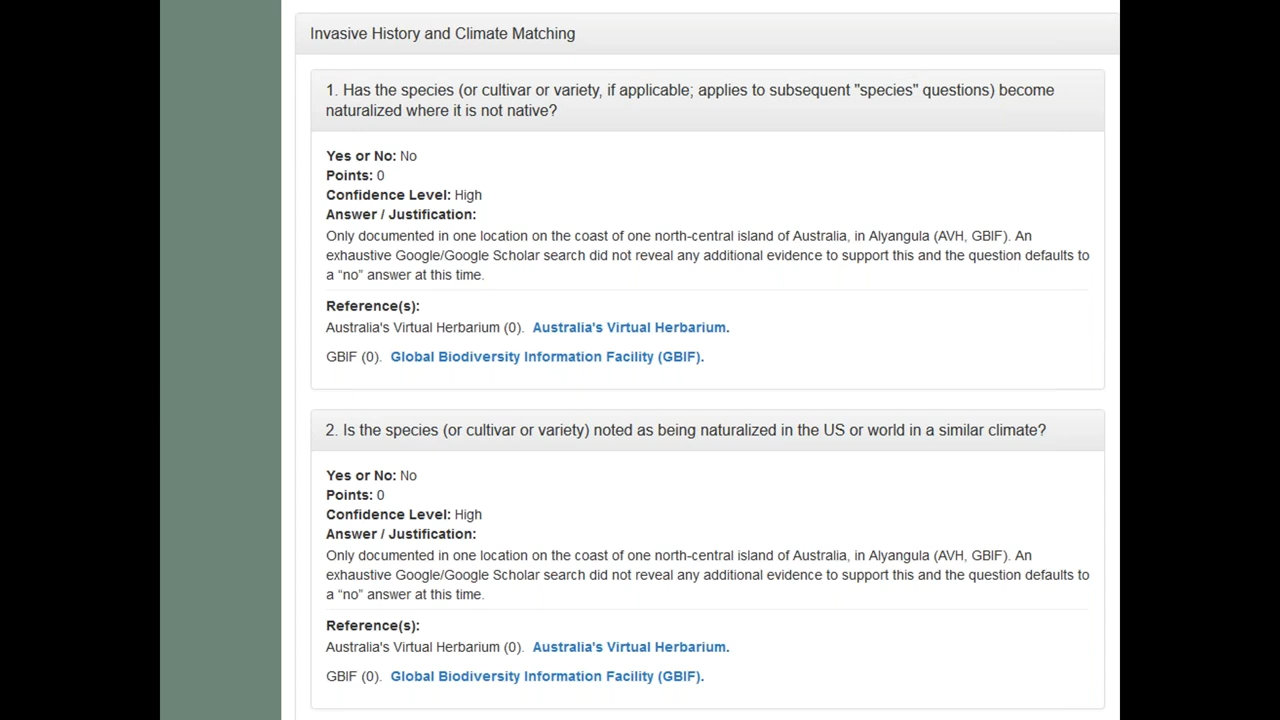 Invasive History and Climate Matching
1. Has the species (or cultivar or variety, if applicable; applies to subsequent "species" questions) become
naturalized where it is not native?
Yes or No: No
Points: 0
Confidence Level: High
Answer / Justification:
Only documented in one location on the coast of one north-central island of Australia, in Alyangula (AVH, GBIF). An
exhaustive Google/Google Scholar search did not reveal any additional evidence to support this and the question defaults to
a “no” answer at this time.
Reference(s):
Australia's Virtual Herbarium (0). Australia's Virtual Herbarium.
GBIF (0). Global Biodiversity Information Facility (GBIF).
2. Is the species (or cultivar or variety) noted as being naturalized in the US or world in a similar climate?
Yes or No: No
Points: 0
Confidence Level: High
Answer / Justification:
Only documented in one location on the coast of one north-central island of Australia, in Alyangula (AVH, GBIF). An
exhaustive Google/Google Scholar search did not reveal any additional evidence to support this and the question defaults to
a “no” answer at this time.
Reference(s):
Australia's Virtual Herbarium (0). Australia's Virtual Herbarium.
GBIF (0). Global Biodiversity Information Facility (GBIF).